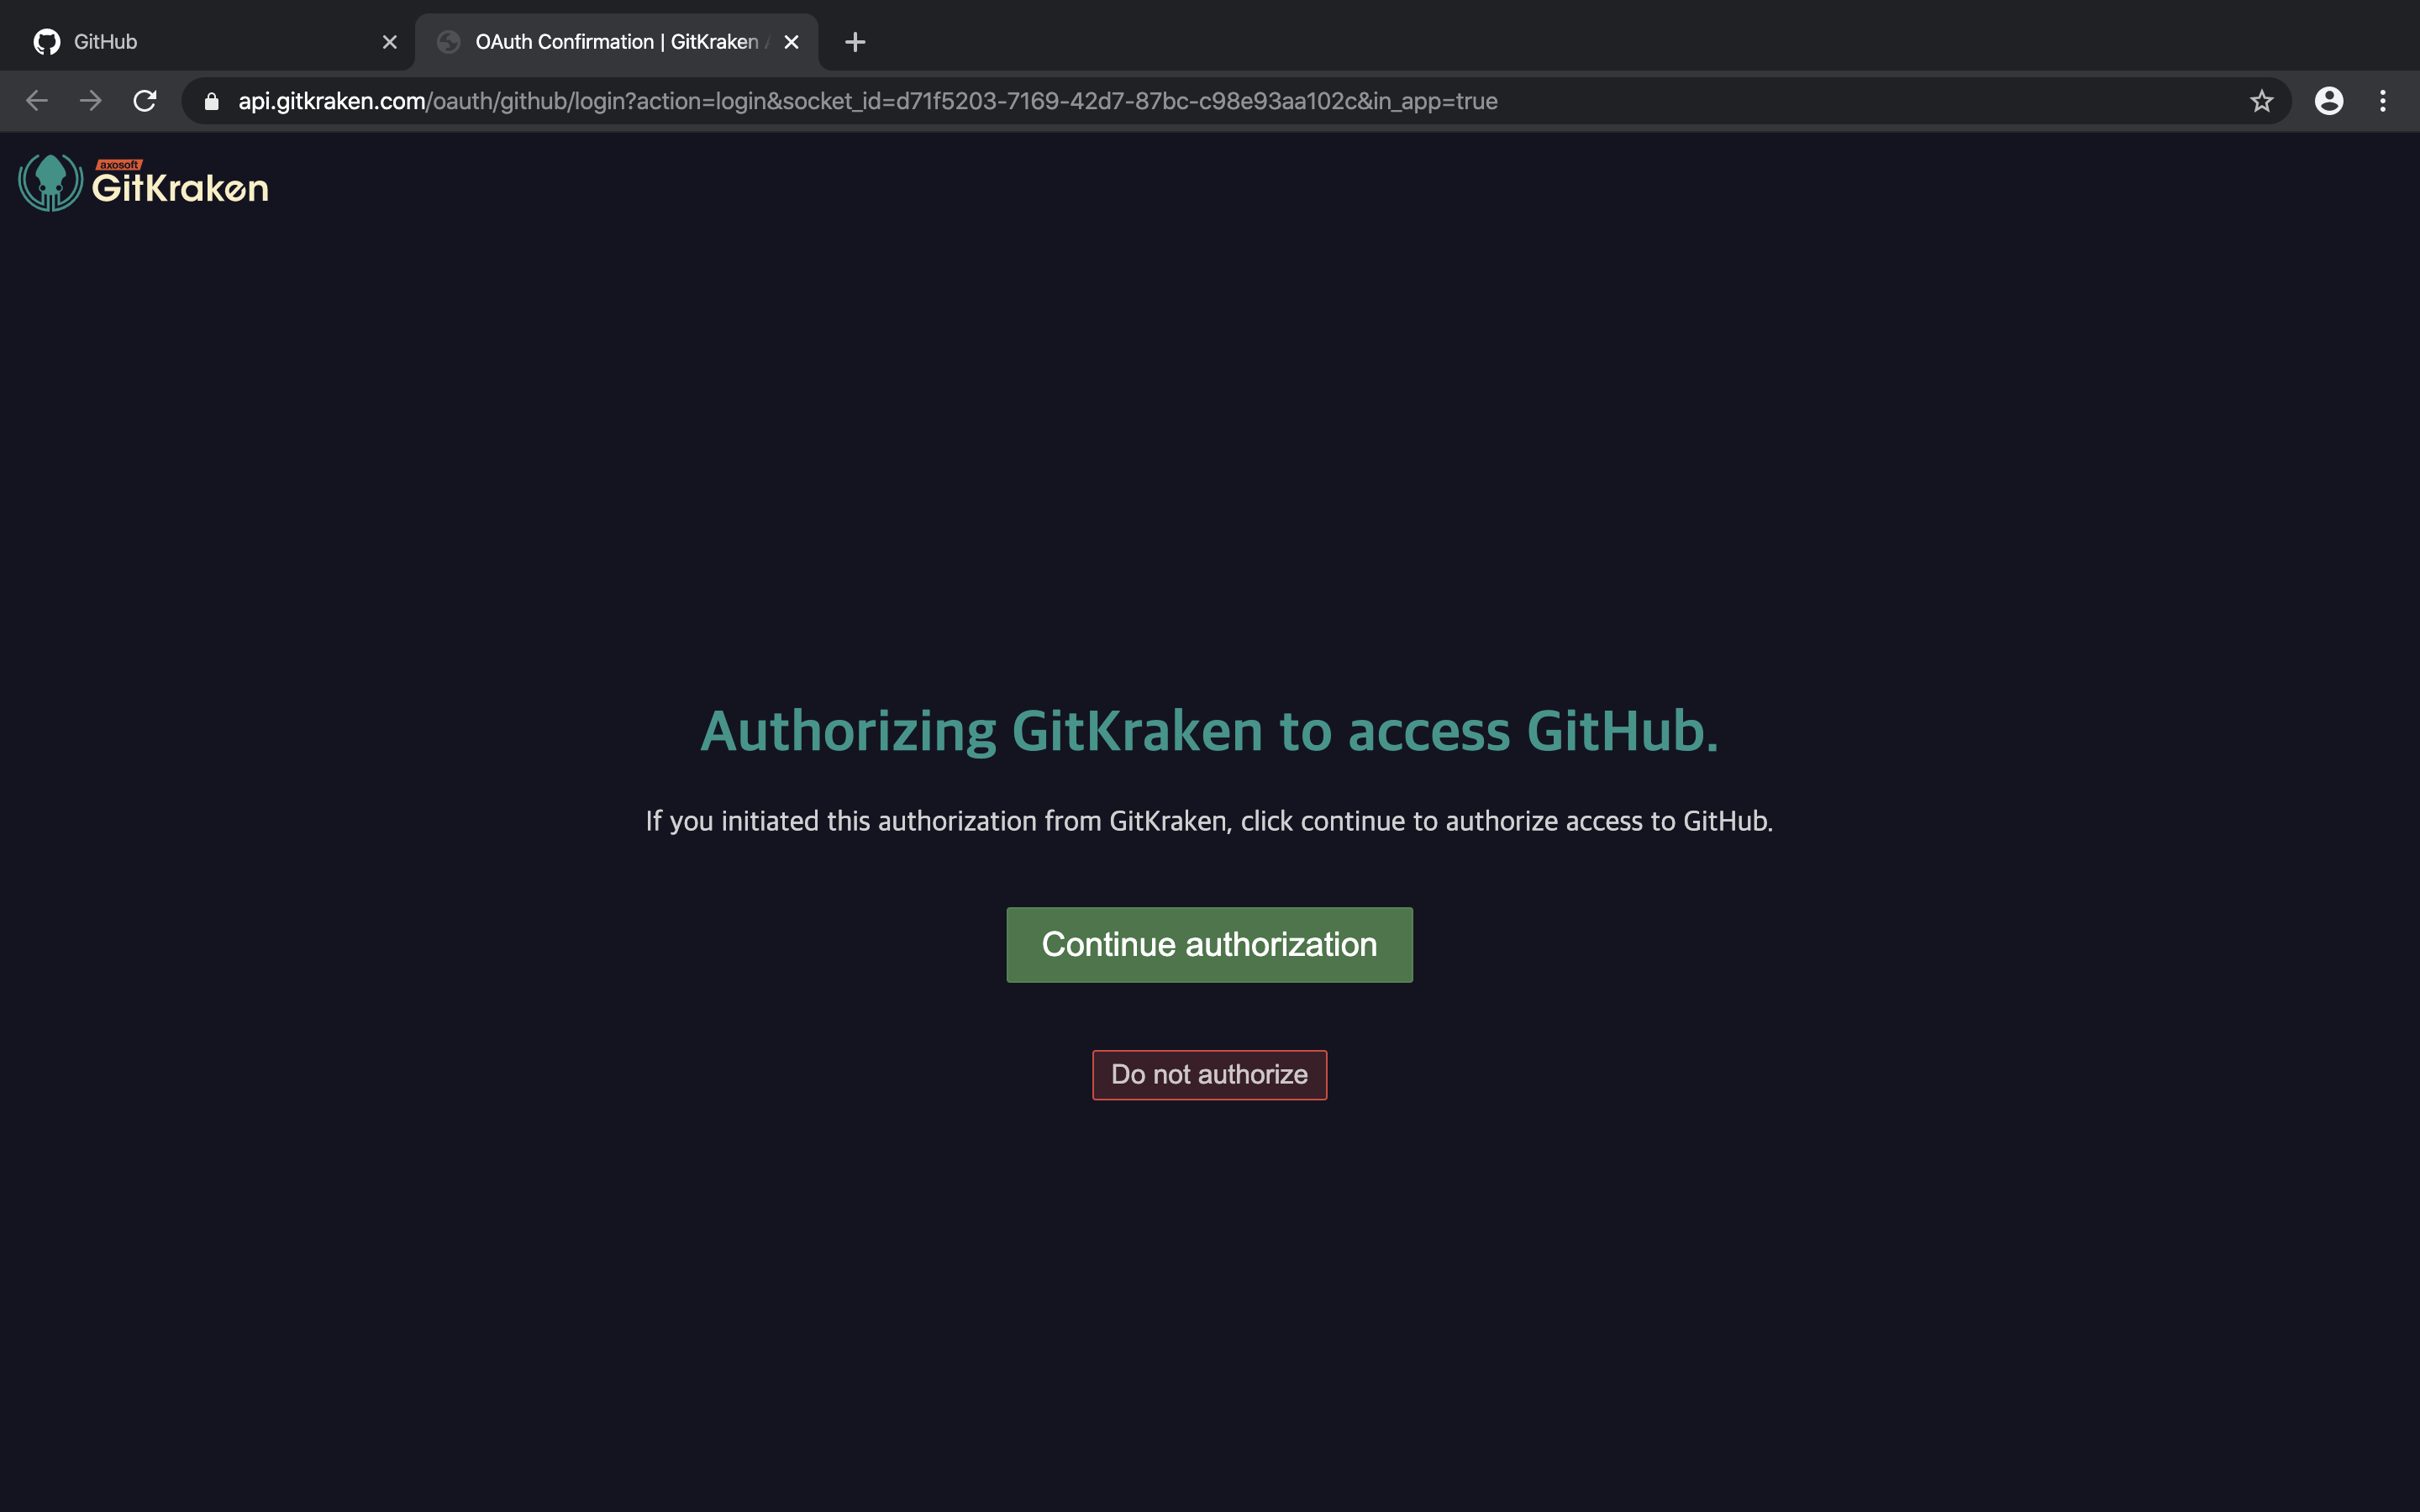 GitHub
OAuth Confirmation | GitKraken
api.gitkraken.com/oauth/github/login?action=login&socket_id=d71f5203-7169-42d7-87bc-c98e93aa102c&in_app=true
axosoft
GitKraken
Authorizing GitKraken to access GitHub.
If you initiated this authorization from GitKraken, click continue to authorize access to GitHub.
Continue authorization
Do not authorize